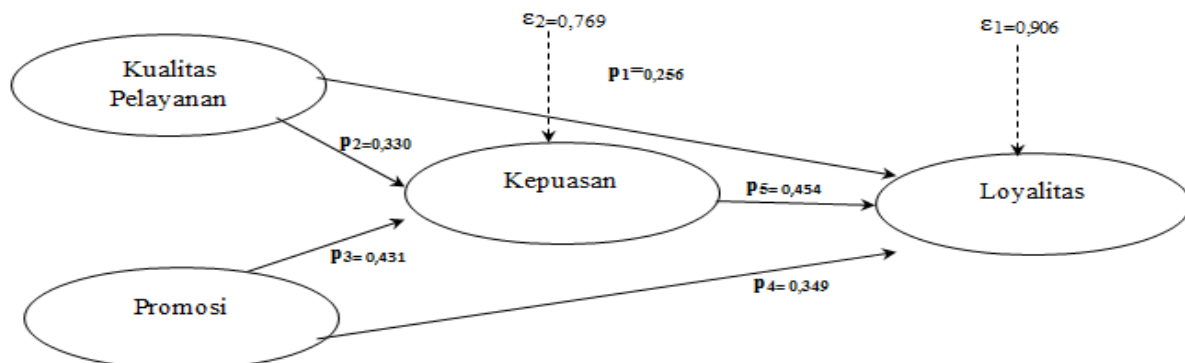 ε2=0,769
ε1=0,906
Kualitas
Pelayanan
p1=0,256
p2=0,330
Kepuasan
p5= 0,454
Loyalitas
p3= 0,431
p4= 0,349
Promosi